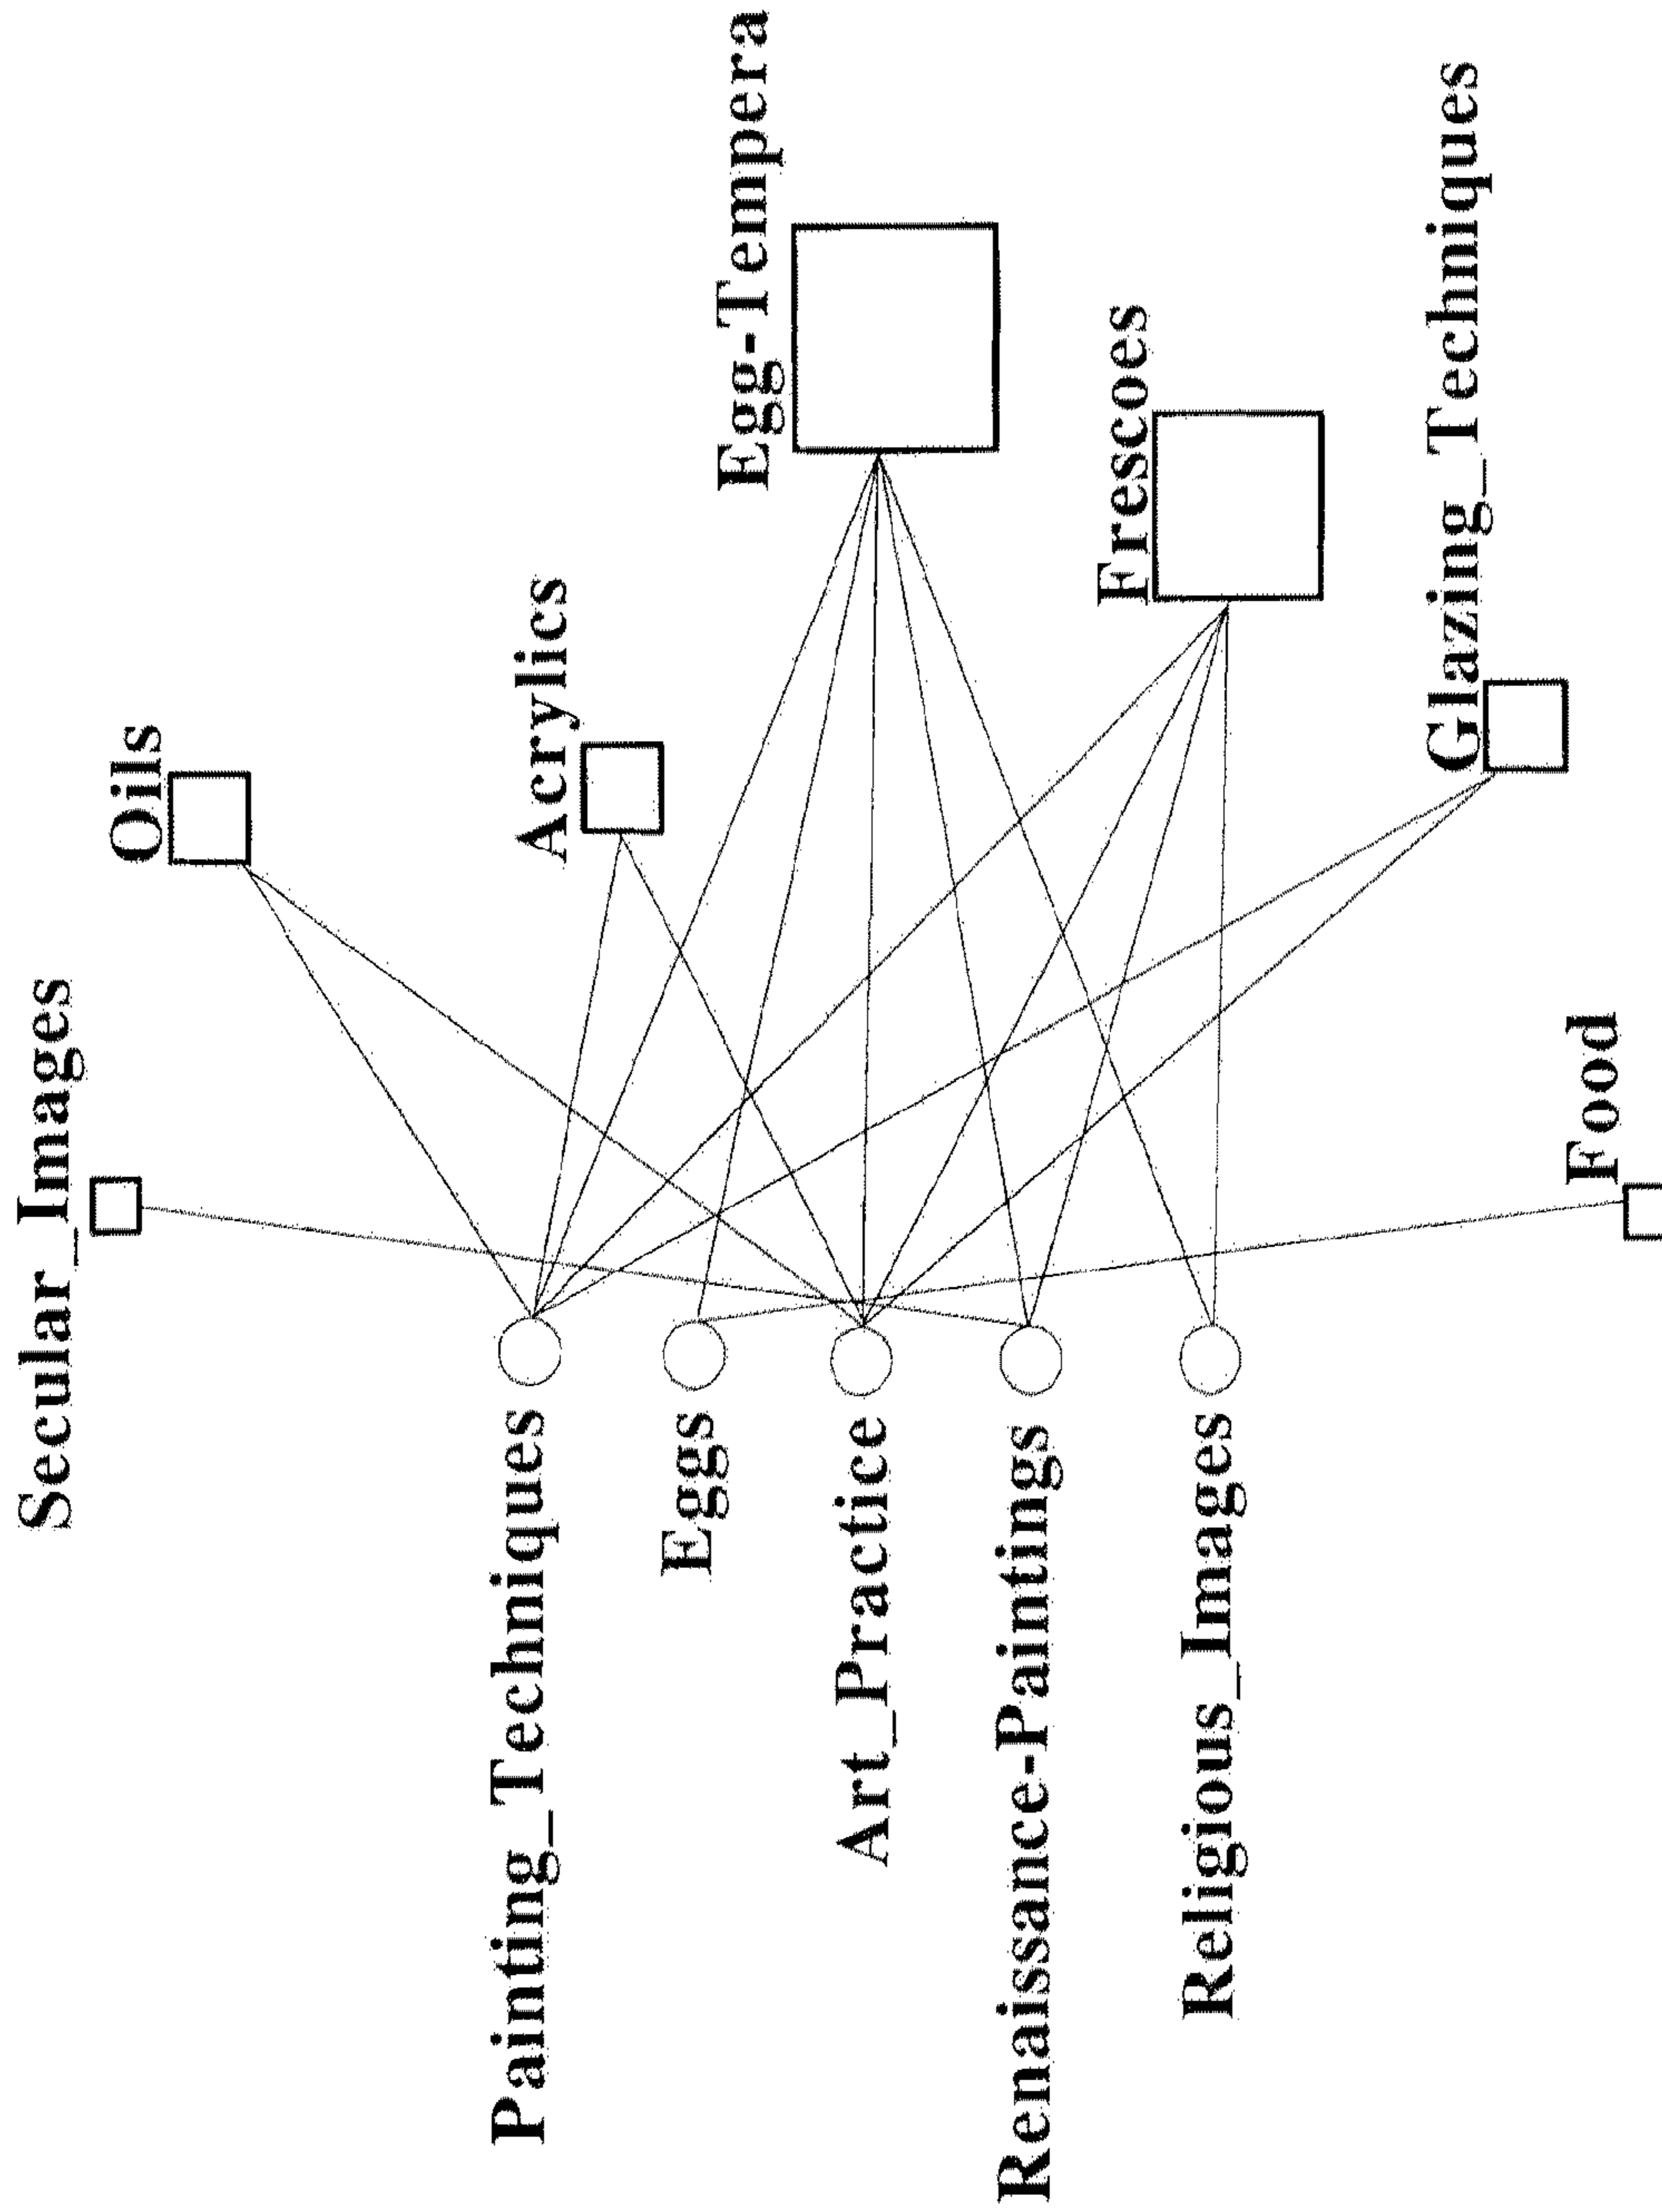 Secular_Images
Oils
Acrylics
Egg-Tempera
Frescoes
Glazing_Techniques
Food
Painting_Techniques
Eggs
Art_Practice
Renaissance-Paintings
Religious_Images